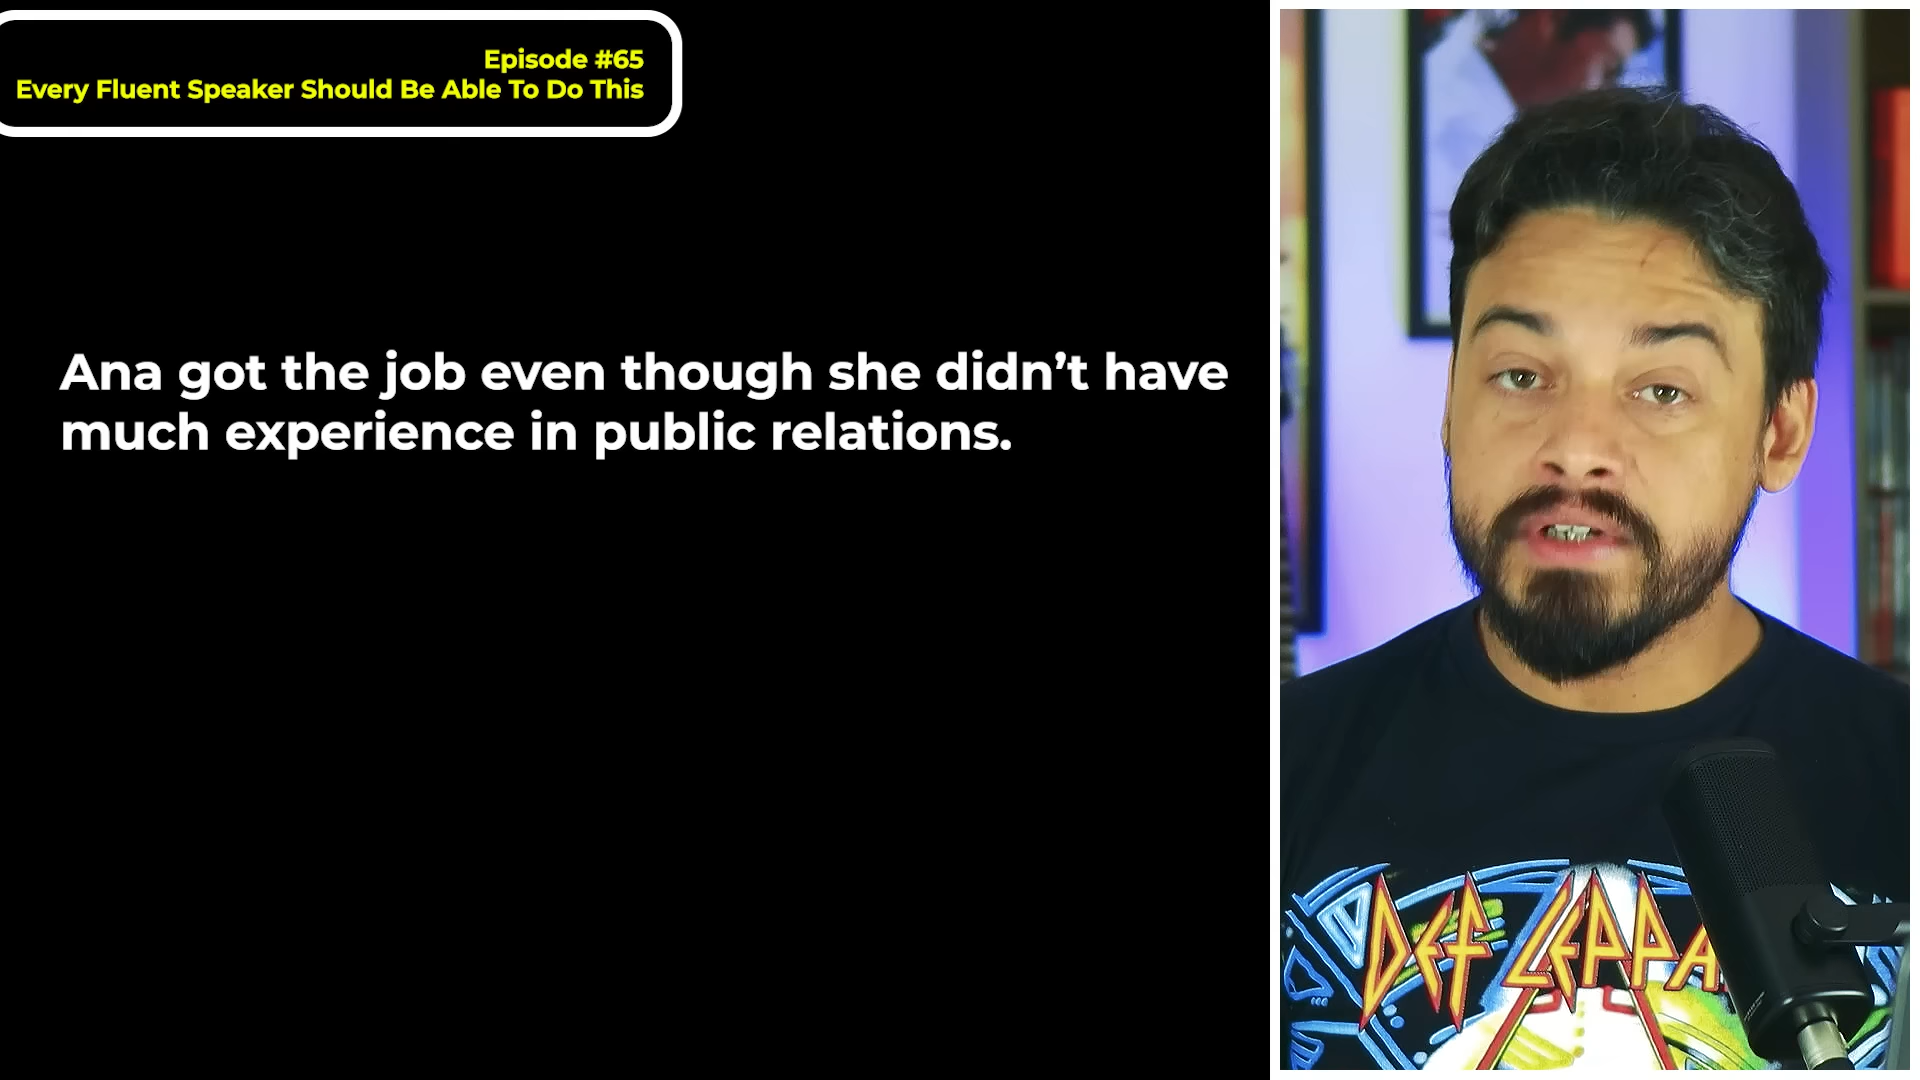 Episode #65
Every Fluent Speaker Should Be Able To Do This
Ana got the job even though she didn’t have
much experience in public relations.
DEF LEPPA